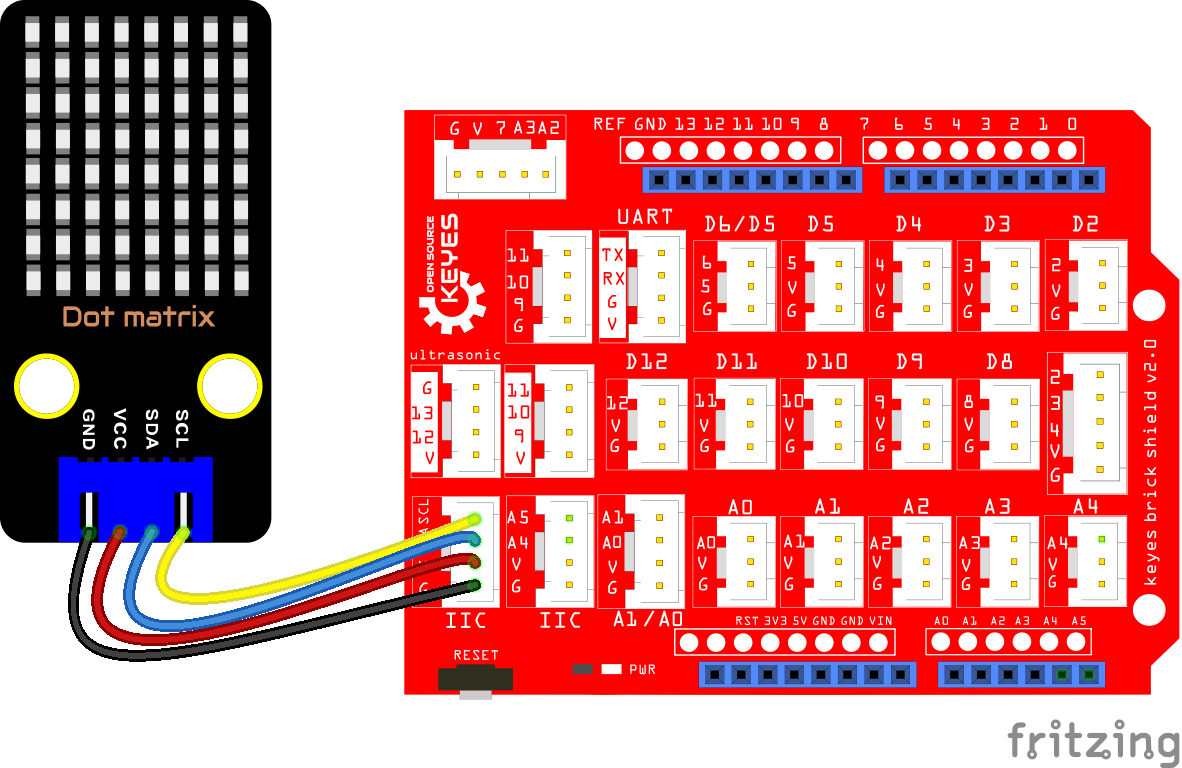 Dot matrix
GND VCC SDA SCL
G V 7 A3 A2
REF GND 13 12 11 10 9 8
7 6 5 4 3 2 1 0
OPEN SOURCE
KEYES
11
10
9
G
UART
TX
RX
G
V
D6/D5
6
5
G
D5
5
V
G
D4
4
V
G
D3
3
V
G
D2
2
V
G
ultrasonic
G
13
12
V
11
10
9
V
D12
12
V
G
D11
11
V
G
D10
10
V
G
D9
9
V
G
D8
8
V
G
2
3
4
V
G
keyes brick shield v2.0
SCL
G
IIC
A5
A4
V
G
IIC
A1
A0
V
G
A1/A0
A0
A0
V
G
A1
A1
V
G
A2
A2
V
G
A3
A3
V
G
A4
A4
V
G
RST 3V3 5V GND GND VIN
A0 A1 A2 A3 A4 A5
RESET
PWR
fritzing